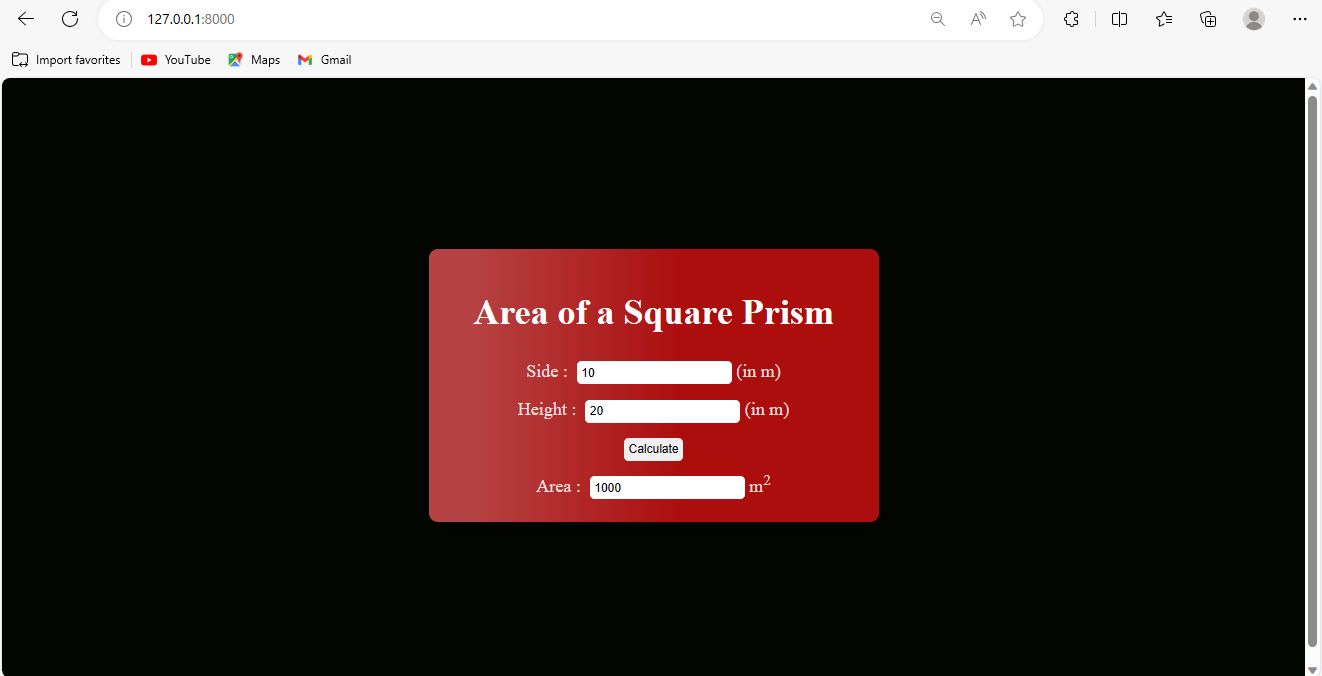 127.0.0.1:8000
Import favorites YouTube Maps Gmail
Area of a Square Prism
Side : 10 (in m)
Height : 20 (in m)
Calculate
Area : 1000 m²